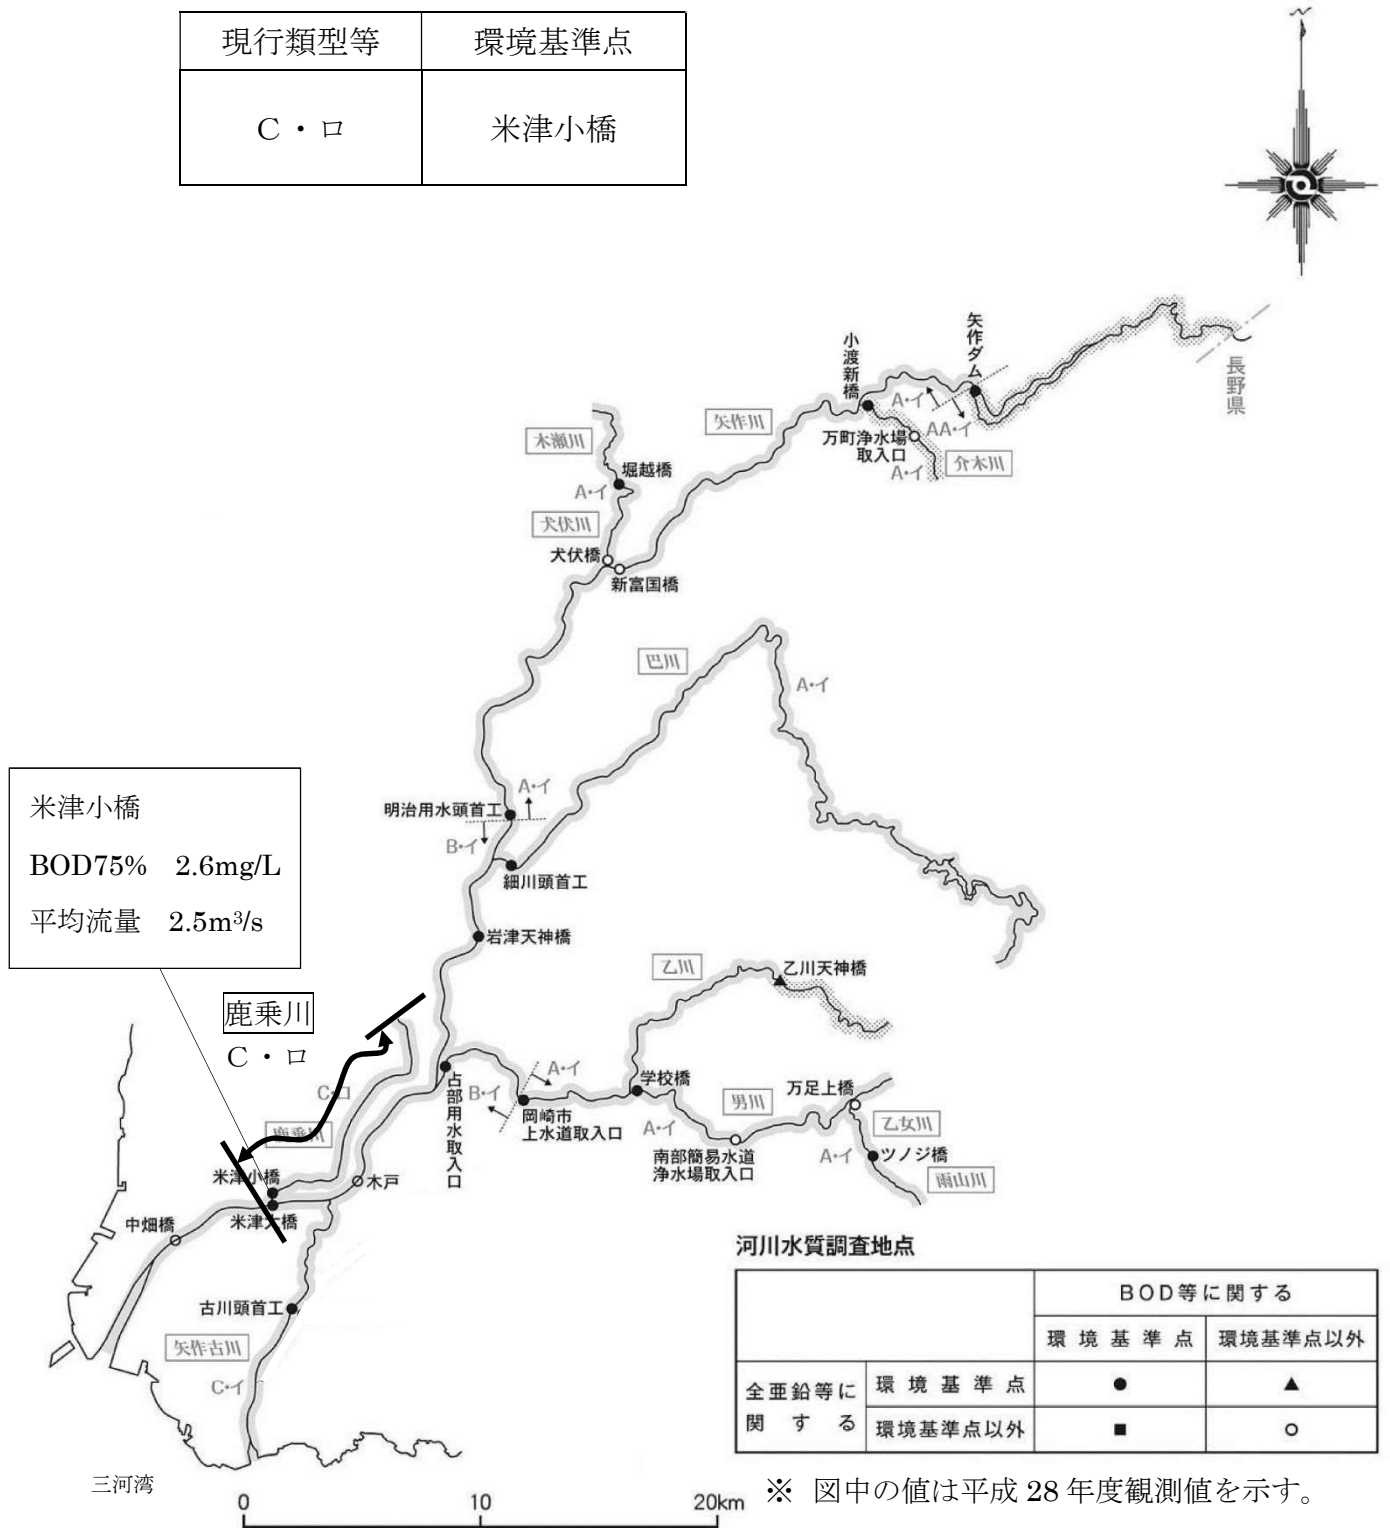 現行類型等 環境基準点
C・ロ 米津小橋
長野県
矢作ダム
小渡新橋
A・イ
AA・イ
矢作川
万町浄水場
取入口
A・イ
介木川
木瀬川
堀越橋
A・イ
犬伏川
犬伏橋
新富国橋
巴川
A・イ
米津小橋
BOD75% 2.6mg/L
平均流量 2.5m³/s
明治用水頭首工
A・イ
B・イ
細川頭首工
岩津天神橋
乙川
乙川天神橋
鹿乗川
C・ロ
C・ロ
鹿乗川
占部用水取入口
B・イ
A・イ
岡崎市
上水道取入口
学校橋
A・イ
男川
南部簡易水道
浄水場取入口
万足上橋
乙女川
A・イ
ツノジ橋
雨山川
米津小橋
米津大橋
木戸
中畑橋
古川頭首工
矢作古川
C・イ
三河湾
0 10 20km
河川水質調査地点
BOD等に関する
環境基準点 環境基準点以外
全亜鉛等に
関する
環境基準点 ● ▲
環境基準点以外 ■ ○
※ 図中の値は平成 28 年度観測値を示す。